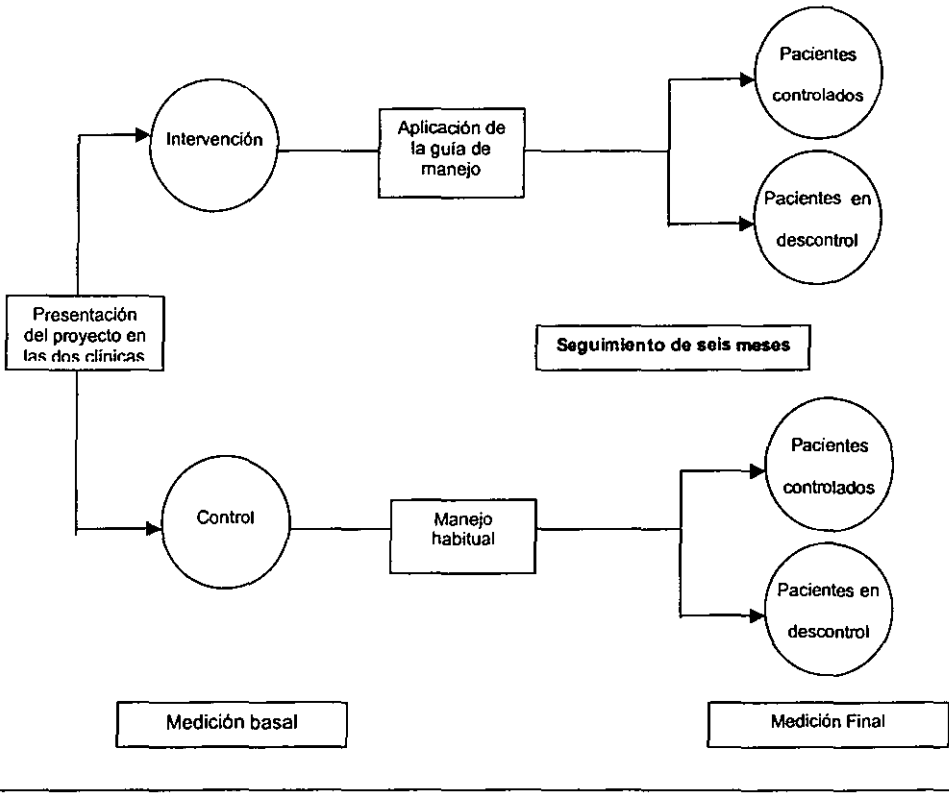 Pacientes
controlados
Intervención
Aplicación de
la guía de
manejo
Pacientes en
descontrol
Presentación
del proyecto en
las dos clínicas
Seguimiento de seis meses
Pacientes
controlados
Control
Manejo
habitual
Pacientes en
descontrol
Medición basal
Medición Final